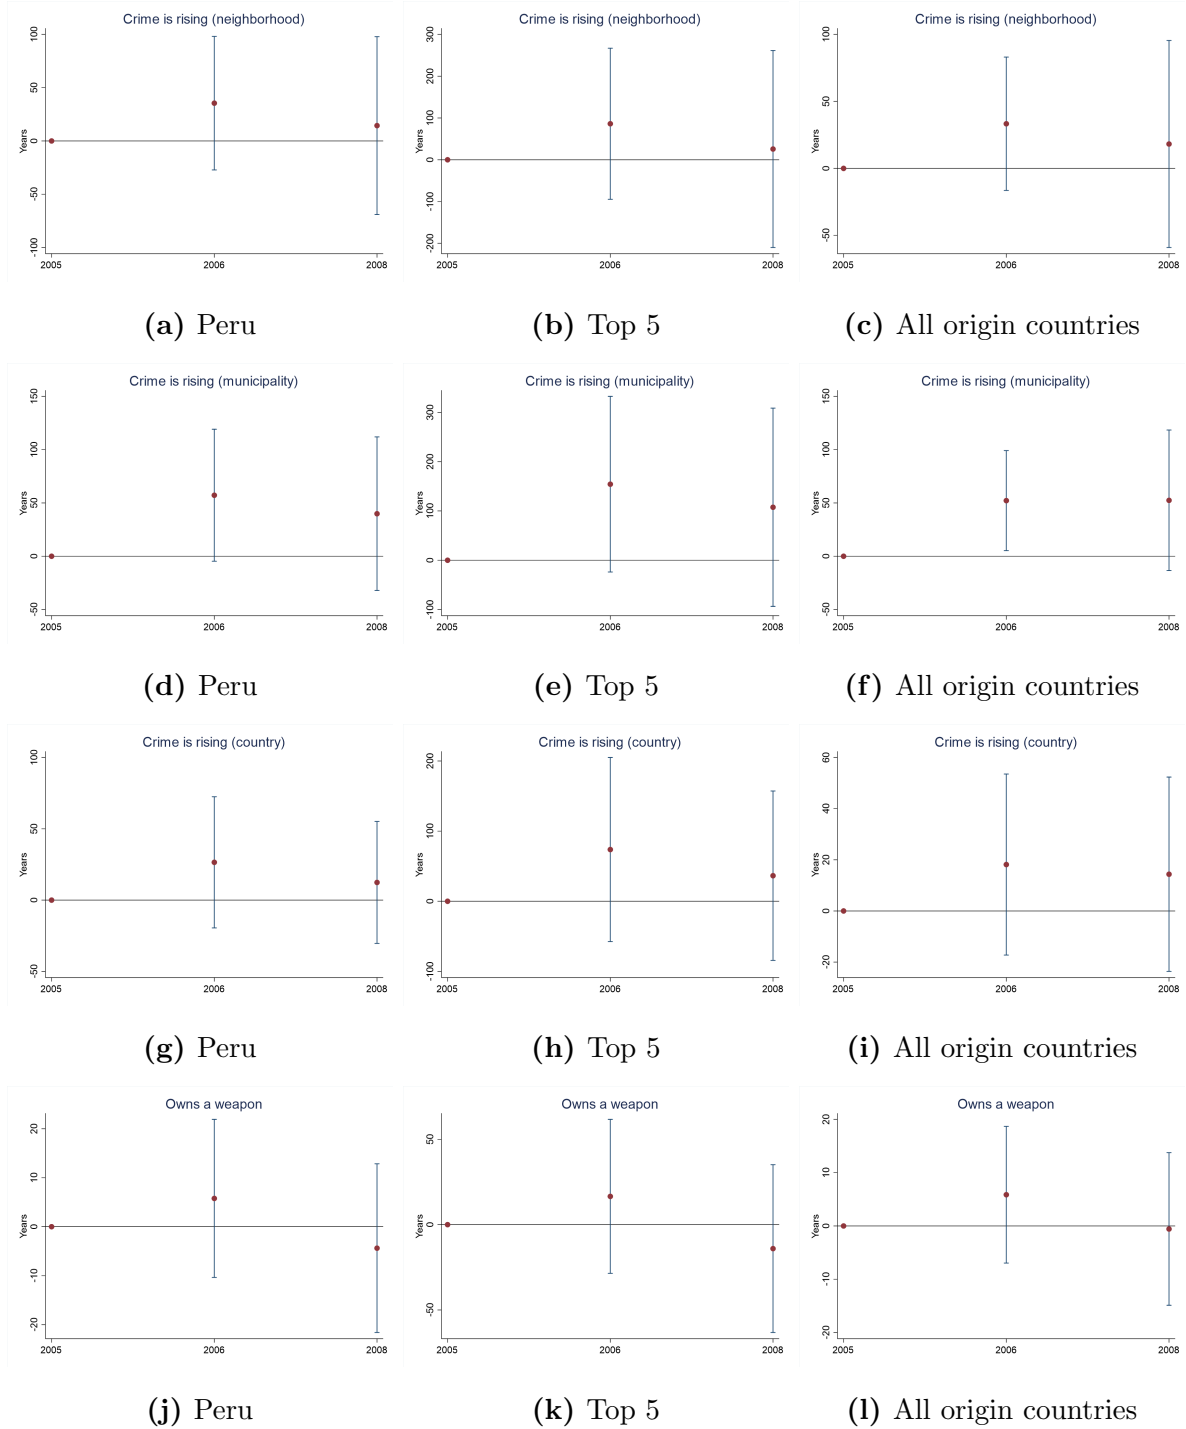 Crime is rising (neighborhood)
Years
100
50
0
-50
-100
2005 2006 2008
(a) Peru
Crime is rising (neighborhood)
Years
300
200
100
0
-100
-200
2005 2006 2008
(b) Top 5
Crime is rising (neighborhood)
Years
100
50
0
-50
2005 2006 2008
(c) All origin countries
Crime is rising (municipality)
Years
150
100
50
0
-50
2005 2006 2008
(d) Peru
Crime is rising (municipality)
Years
300
200
100
0
-100
2005 2006 2008
(e) Top 5
Crime is rising (municipality)
Years
150
100
50
0
-50
2005 2006 2008
(f) All origin countries
Crime is rising (country)
Years
100
50
0
-50
2005 2006 2008
(g) Peru
Crime is rising (country)
Years
200
100
0
-100
2005 2006 2008
(h) Top 5
Crime is rising (country)
Years
60
40
20
0
-20
2005 2006 2008
(i) All origin countries
Owns a weapon
Years
20
10
0
-10
-20
2005 2006 2008
(j) Peru
Owns a weapon
Years
50
0
-50
2005 2006 2008
(k) Top 5
Owns a weapon
Years
20
10
0
-10
-20
2005 2006 2008
(l) All origin countries